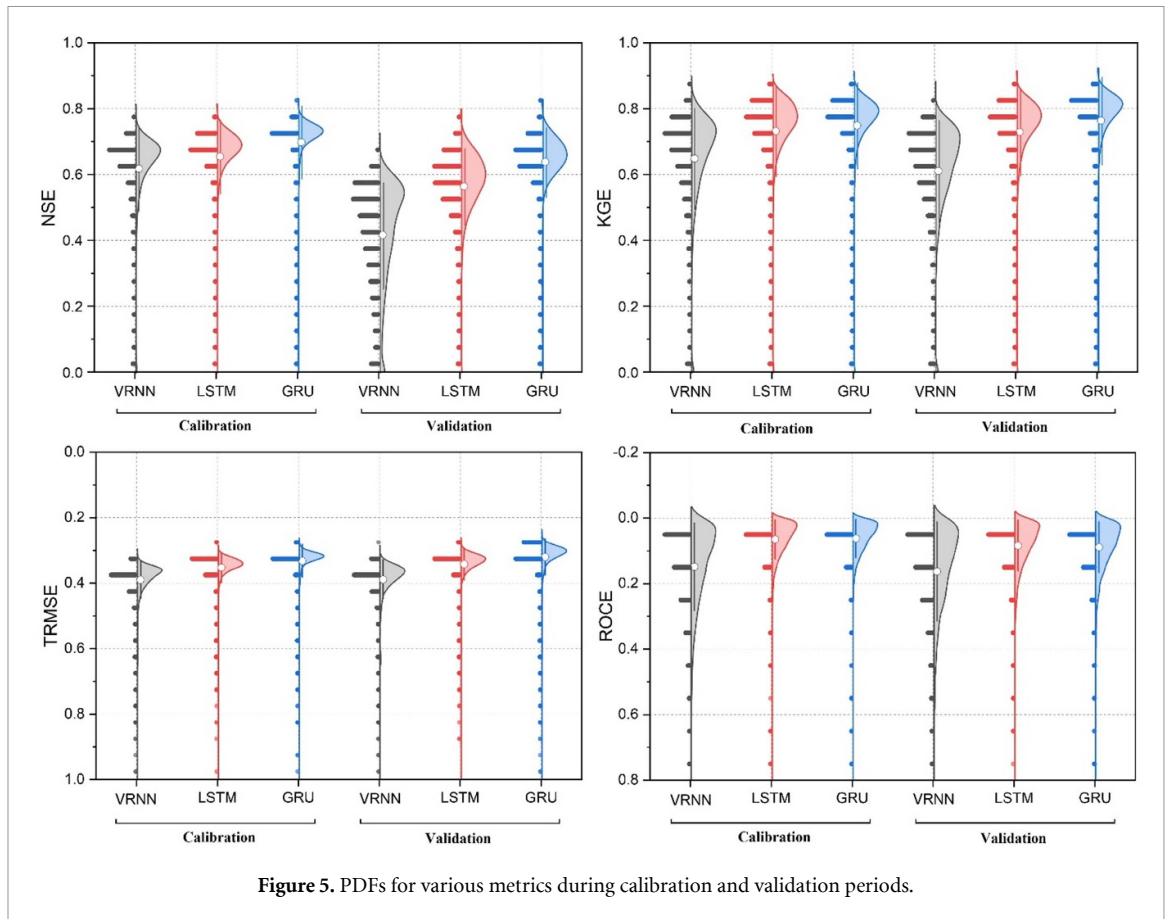 1.0
0.8
0.6
0.4
0.2
0.0
NSE
VRNN LSTM GRU VRNN LSTM GRU
Calibration Validation
1.0
0.8
0.6
0.4
0.2
0.0
KGE
VRNN LSTM GRU VRNN LSTM GRU
Calibration Validation
0.0
0.2
0.4
0.6
0.8
1.0
TRMSE
VRNN LSTM GRU VRNN LSTM GRU
Calibration Validation
-0.2
0.0
0.2
0.4
0.6
0.8
ROCE
VRNN LSTM GRU VRNN LSTM GRU
Calibration Validation
Figure 5. PDFs for various metrics during calibration and validation periods.